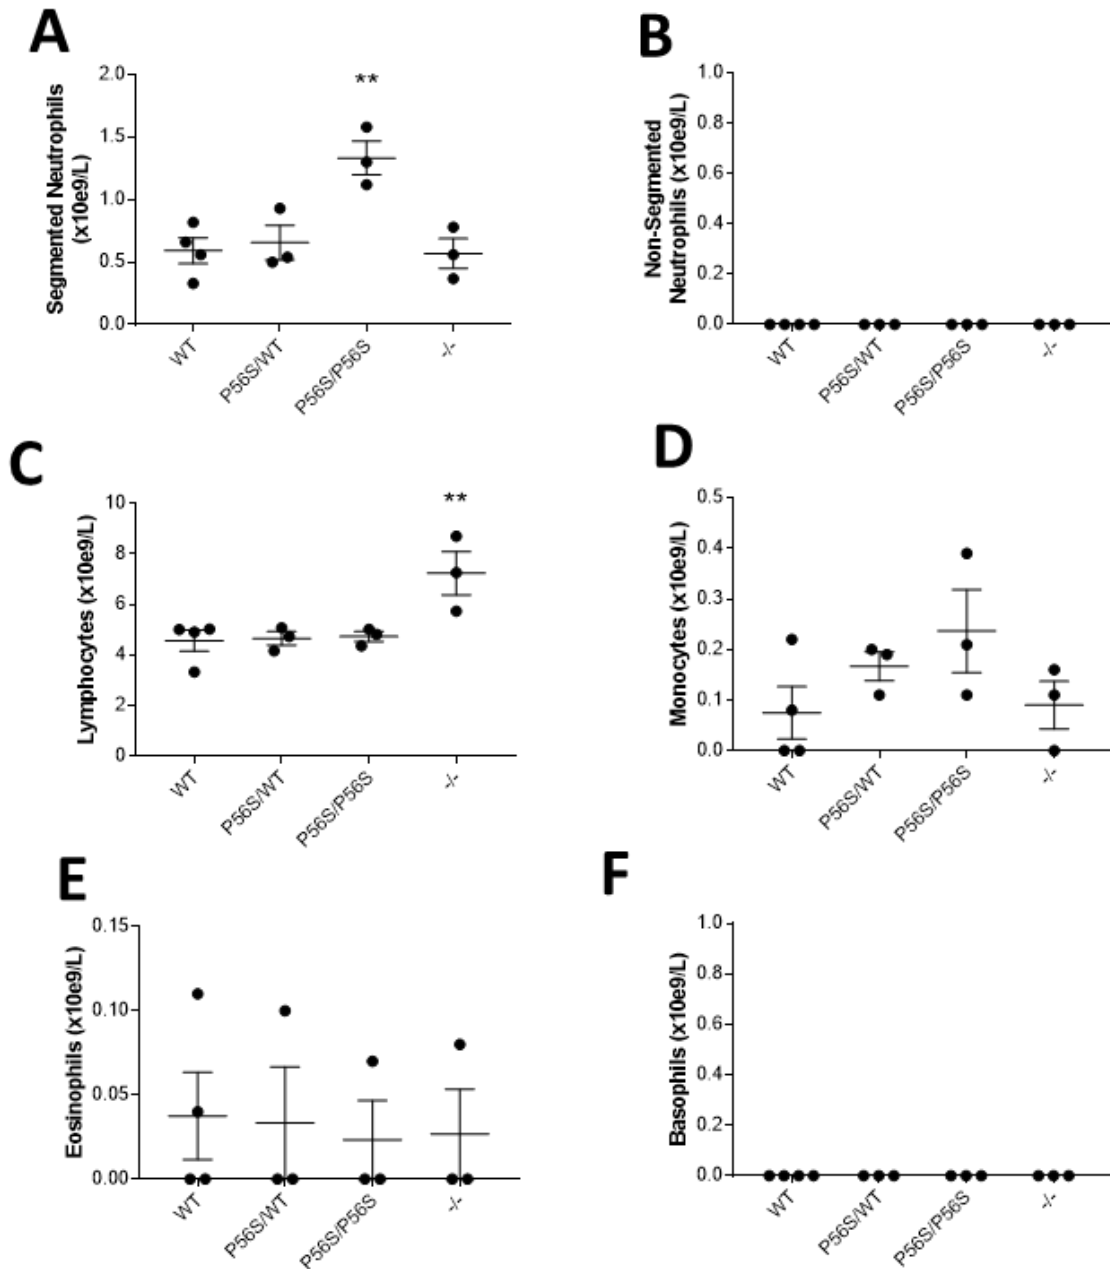 A
Segmented Neutrophils
(x10e9/L)
2.0
1.5
1.0
0.5
0.0
**
WT
P56S/WT
P56S/P56S
-/-
B
Non-Segmented
Neutrophils (x10e9/L)
1.0
0.8
0.6
0.4
0.2
0.0
WT
P56S/WT
P56S/P56S
-/-
C
Lymphocytes (x10e9/L)
10
8
6
4
2
0
**
WT
P56S/WT
P56S/P56S
-/-
D
Monocytes (x10e9/L)
0.5
0.4
0.3
0.2
0.1
0.0
WT
P56S/WT
P56S/P56S
-/-
E
Eosinophils (x10e9/L)
0.15
0.10
0.05
0.00
WT
P56S/WT
P56S/P56S
-/-
F
Basophils (x10e9/L)
1.0
0.8
0.6
0.4
0.2
0.0
WT
P56S/WT
P56S/P56S
-/-